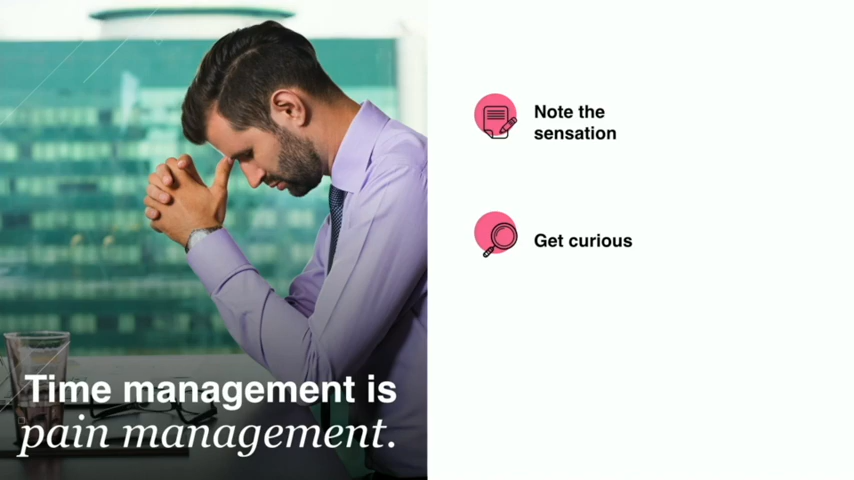 Time management is
pain management.
Note the
sensation
Get curious